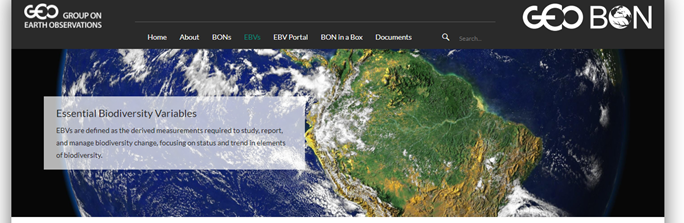 GEO GROUP ON
EARTH OBSERVATIONS
GEO BON
Home About BONs EBVs EBV Portal BON in a Box Documents Search...
Essential Biodiversity Variables
EBVs are defined as the derived measurements required to study, report,
and manage biodiversity change, focusing on status and trend in elements
of biodiversity.